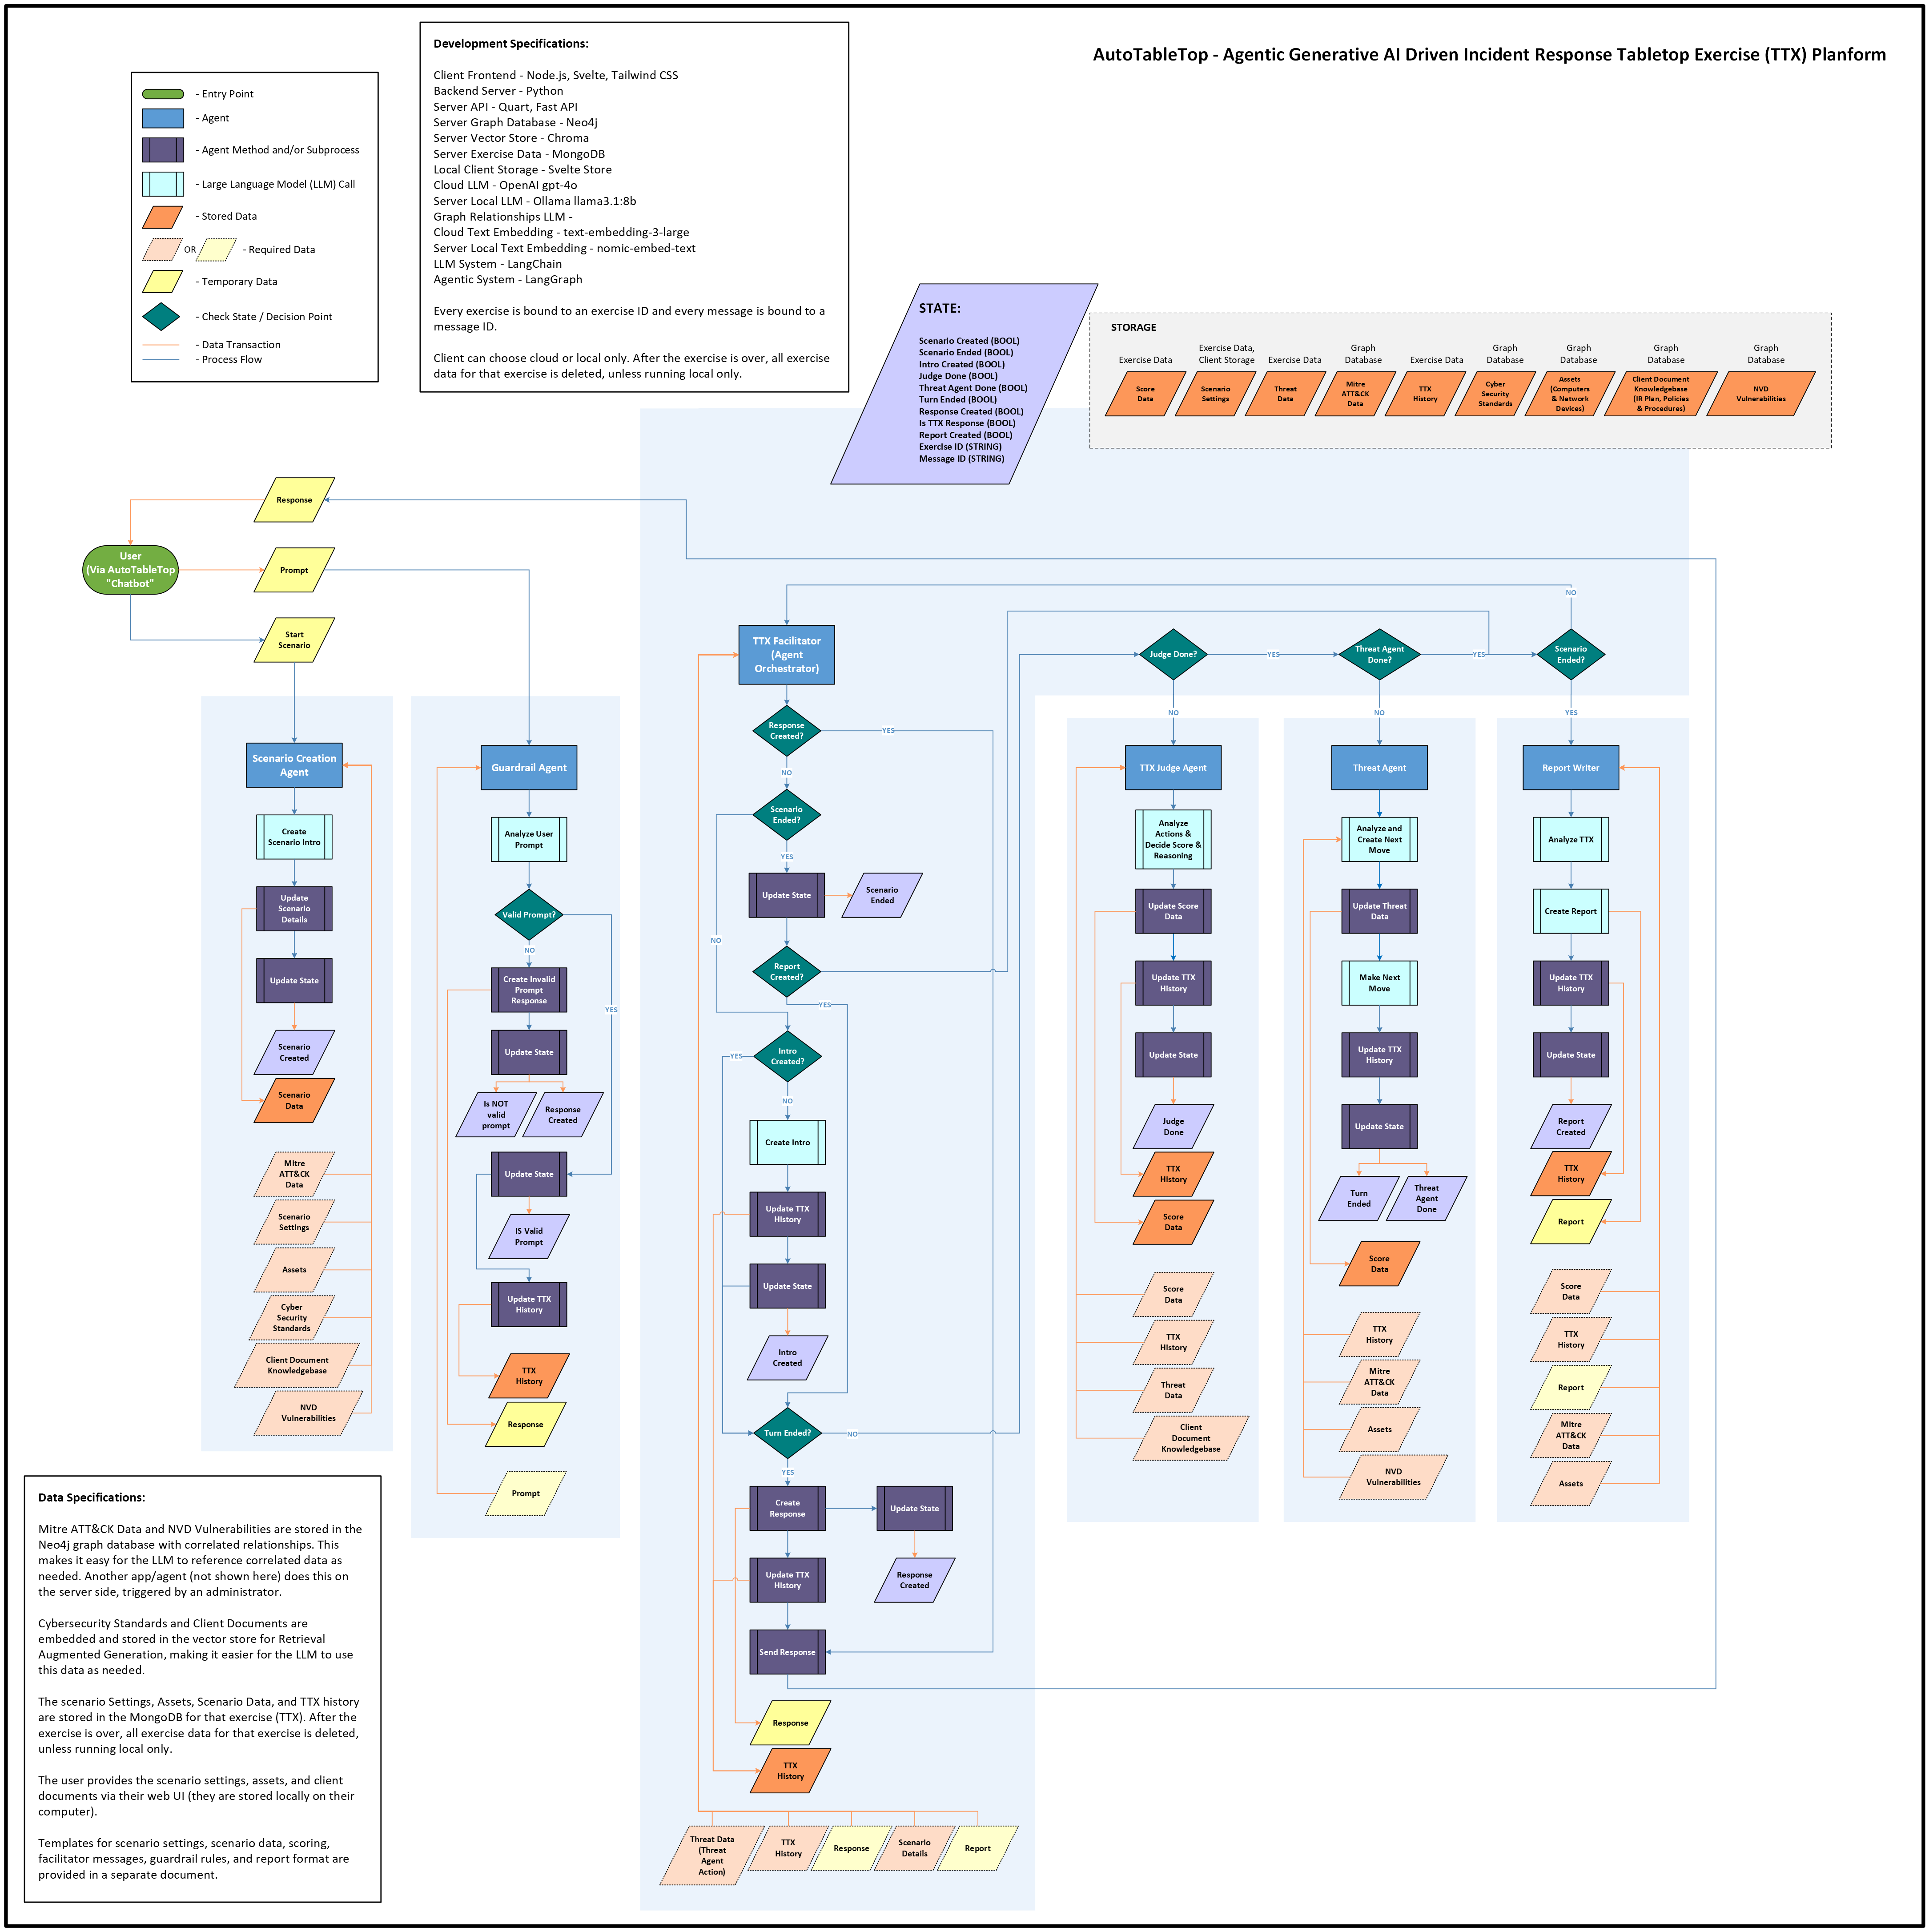 AutoTableTop - Agentic Generative AI Driven Incident Response Tabletop Exercise (TTX) Planform
- Entry Point
- Agent
- Agent Method and/or Subprocess
- Large Language Model (LLM) Call
- Stored Data
OR
- Required Data
- Temporary Data
- Check State / Decision Point
- Data Transaction
- Process Flow
Development Specifications:
Client Frontend - Node.js, Svelte, Tailwind CSS
Backend Server - Python
Server API - Quart, Fast API
Server Graph Database - Neo4j
Server Vector Store - Chroma
Server Exercise Data - MongoDB
Local Client Storage - Svelte Store
Cloud LLM - OpenAI gpt-4o
Server Local LLM - Ollama llama3.1:8b
Graph Relationships LLM -
Cloud Text Embedding - text-embedding-3-large
Server Local Text Embedding - nomic-embed-text
LLM System - LangChain
Agentic System - LangGraph
Every exercise is bound to an exercise ID and every message is bound to a
message ID.
Client can choose cloud or local only. After the exercise is over, all exercise
data for that exercise is deleted, unless running local only.
STATE:
Scenario Created (BOOL)
Scenario Ended (BOOL)
Intro Created (BOOL)
Judge Done (BOOL)
Threat Agent Done (BOOL)
Turn Ended (BOOL)
Response Created (BOOL)
Is TTX Response (BOOL)
Report Created (BOOL)
Exercise ID (STRING)
Message ID (STRING)
STORAGE
Exercise Data
Score
Data
Exercise Data,
Client Storage
Scenario
Settings
Exercise Data
Threat
Data
Graph
Database
Mitre
ATT&CK
Data
Exercise Data
TTX
History
Graph
Database
Cyber
Security
Standards
Graph
Database
Assets
(Computers
& Network
Devices)
Graph
Database
Client Document
Knowledgebase
(IR Plan, Policies
& Procedures)
Graph
Database
NVD
Vulnerabilities
Response
User
(Via AutoTableTop
"Chatbot"
Prompt
Start
Scenario
Scenario Creation
Agent
Create
Scenario Intro
Update
Scenario
Details
Update State
Scenario
Created
Scenario
Data
Mitre
ATT&CK
Data
Scenario
Settings
Assets
Cyber
Security
Standards
Client Document
Knowledgebase
NVD
Vulnerabilities
Guardrail Agent
Analyze User
Prompt
Valid Prompt?
NO
YES
Create Invalid
Prompt
Response
Update State
Is NOT
valid
prompt
Response
Created
Update State
IS Valid
Prompt
Update TTX
History
TTX
History
Response
Prompt
TTX Facilitator
(Agent
Orchestrator)
Response
Created?
YES
NO
Scenario
Ended?
NO
YES
Update State
Scenario
Ended
Report
Created?
YES
Intro
Created?
YES
NO
Create Intro
Update TTX
History
Update State
Intro
Created
Turn Ended?
NO
YES
Create
Response
Update State
Response
Created
Update TTX
History
Send Response
Response
TTX
History
Threat Data
(Threat
Agent
Action)
TTX
History
Response
Scenario
Details
Report
Judge Done?
YES
NO
Threat Agent
Done?
YES
NO
Scenario
Ended?
NO
YES
TTX Judge Agent
Analyze
Actions &
Decide Score &
Reasoning
Update Score
Data
Update TTX
History
Update State
Judge
Done
TTX
History
Score
Data
Score
Data
TTX
History
Threat
Data
Client
Document
Knowledgebase
Threat Agent
Analyze and
Create Next
Move
Update Threat
Data
Make Next
Move
Update TTX
History
Update State
Turn
Ended
Threat
Agent
Done
Score
Data
TTX
History
Mitre
ATT&CK
Data
Assets
NVD
Vulnerabilities
Report Writer
Analyze TTX
Create Report
Update TTX
History
Update State
Report
Created
TTX
History
Report
Score
Data
TTX
History
Report
Mitre
ATT&CK
Data
Assets
Data Specifications:
Mitre ATT&CK Data and NVD Vulnerabilities are stored in the
Neo4j graph database with correlated relationships. This
makes it easy for the LLM to reference correlated data as
needed. Another app/agent (not shown here) does this on
the server side, triggered by an administrator.
Cybersecurity Standards and Client Documents are
embedded and stored in the vector store for Retrieval
Augmented Generation, making it easier for the LLM to use
this data as needed.
The scenario Settings, Assets, Scenario Data, and TTX history
are stored in the MongoDB for that exercise (TTX). After the
exercise is over, all exercise data for that exercise is deleted,
unless running local only.
The user provides the scenario settings, assets, and client
documents via their web UI (they are stored locally on their
computer).
Templates for scenario settings, scenario data, scoring,
facilitator messages, guardrail rules, and report format are
provided in a separate document.